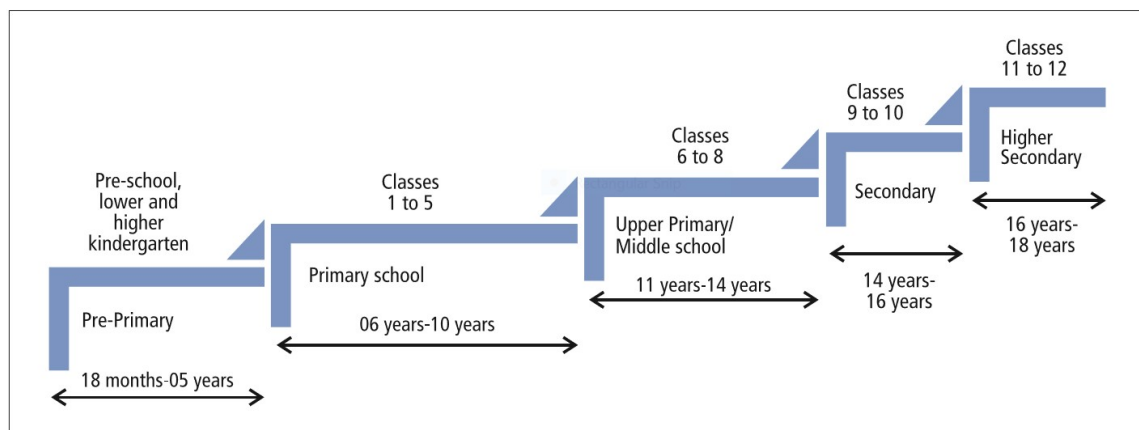 Pre-school,
lower and
higher
kindergarten
Pre-Primary
18 months-05 years
Classes
1 to 5
Primary school
06 years-10 years
Classes
6 to 8
Upper Primary/
Middle school
11 years-14 years
Classes
9 to 10
Secondary
14 years-
16 years
Classes
11 to 12
Higher
Secondary
16 years-
18 years